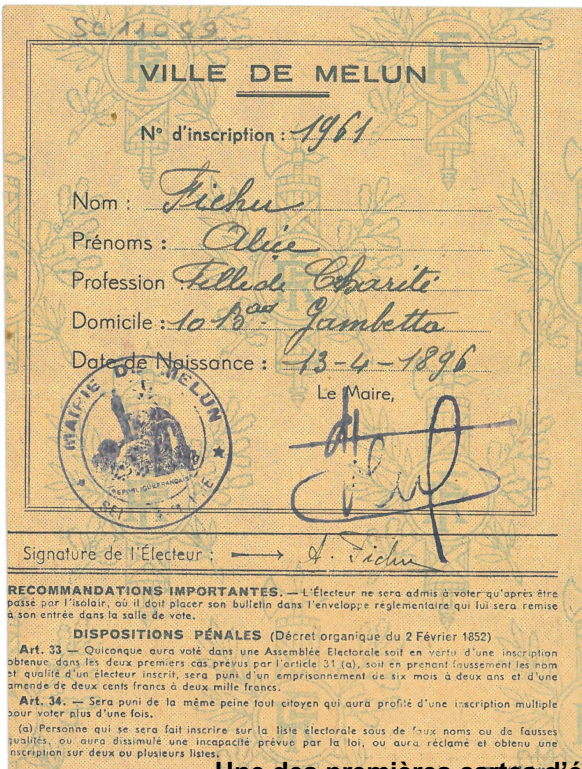 SC 11059
VILLE DE MELUN
N° d'inscription : 1961
Nom : Fichu
Prénoms : Alice
Profession Fille de Charité
Domicile : 10 Bard Gambetta
Date de Naissance : 13-4-1896
Le Maire,
MAIRIE DE MELUN
REPUBLIQUE FRANÇAISE
Signature de l'Électeur : A. Fichu
RECOMMANDATIONS IMPORTANTES. — L'Électeur ne sera admis à voter qu'après être
passé par l'isoloir, où il doit placer son bulletin dans l'enveloppe réglementaire qui lui sera remise
à son entrée dans la salle de vote.
DISPOSITIONS PÉNALES (Décret organique du 2 Février 1852)
Art. 33 — Quiconque aura voté dans une Assemblée Electorale soit en vertu d'une inscription
obtenue dans les deux premiers cas prévus par l'article 31 (a), soit en prenant faussement les nom
et qualité d'un électeur inscrit, sera puni d'un emprisonnement de six mois à deux ans et d'une
amende de deux cents francs à deux mille francs.
Art. 34. — Sera puni de la même peine tout citoyen qui aura profité d'une inscription multiple
pour voter plus d'une fois.
(a) Personne qui se sera fait inscrire sur la liste électorale sous de faux noms ou de fausses
qualités, ou aura dissimulé une incapacité prévue par la loi, ou aura réclamé et obtenu une
inscription sur deux ou plusieurs listes.
Une des premières cartes d'é